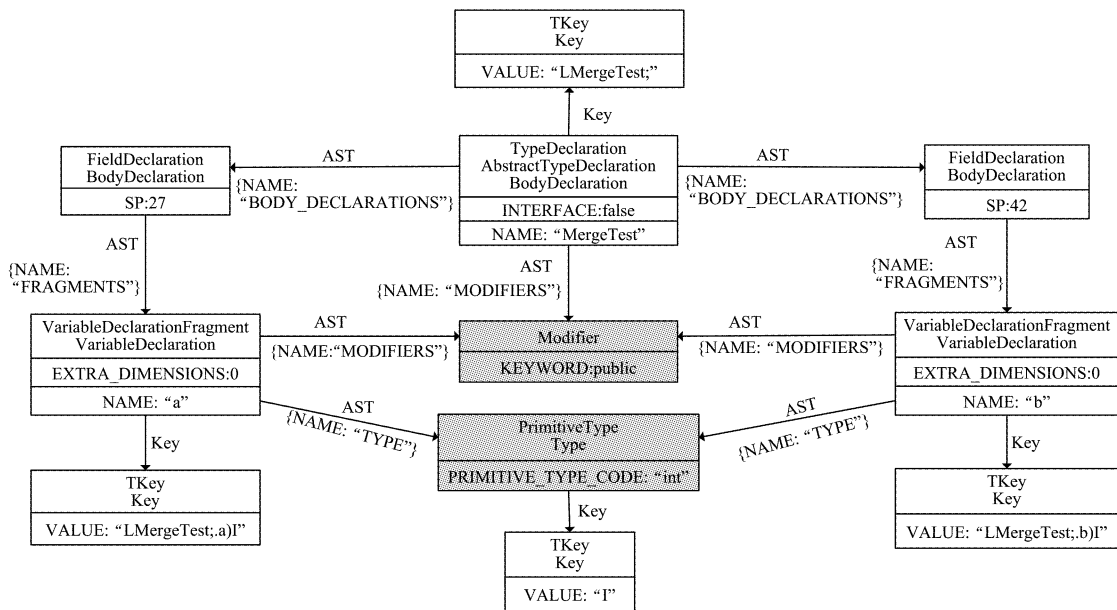 TKey
Key
VALUE: “LMergeTest;”
Key
TypeDeclaration
AbstractTypeDeclaration
BodyDeclaration
INTERFACE:false
NAME: “MergeTest”
AST
{NAME:
“BODY_DECLARATIONS”}
AST
{NAME:
“BODY_DECLARATIONS”}
FieldDeclaration
BodyDeclaration
SP:27
FieldDeclaration
BodyDeclaration
SP:42
AST
{NAME:
“FRAGMENTS”}
AST
{NAME: “MODIFIERS”}
AST
{NAME:
“FRAGMENTS”}
VariableDeclarationFragment
VariableDeclaration
EXTRA_DIMENSIONS:0
NAME: “a”
AST
{NAME:“MODIFIERS”}
Modifier
KEYWORD:public
AST
{NAME: “MODIFIERS”}
VariableDeclarationFragment
VariableDeclaration
EXTRA_DIMENSIONS:0
NAME: “b”
AST
{NAME: “TYPE”}
PrimitiveType
Type
PRIMITIVE_TYPE_CODE: “int”
AST
{NAME: “TYPE”}
Key
TKey
Key
VALUE: “LMergeTest;.a)I”
Key
TKey
Key
VALUE: “I”
Key
TKey
Key
VALUE: “LMergeTest;.b)I”